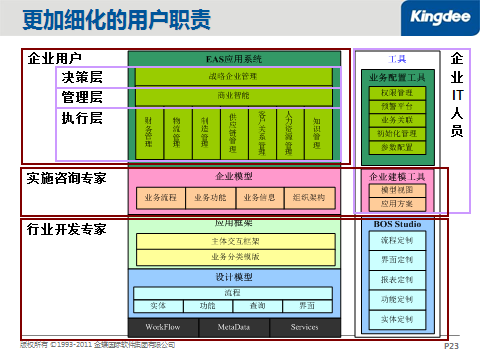 更加细化的用户职责
Kingdee
企业用户
决策层
管理层
执行层
EAS应用系统
战略企业管理
商业智能
财务管理
物流管理
制造管理
供应链管理
客户关系管理
人力资源管理
知识管理
工具
业务配置工具
权限管理
预警平台
业务关联
初始化管理
参数配置
企业IT人员
实施咨询专家
企业模型
业务流程
业务功能
业务信息
组织架构
企业建模工具
模型视图
应用方案
行业开发专家
应用框架
主体交互框架
业务分类模版
设计模型
流程
实体
功能
查询
界面
WorkFlow
MetaData
Services
BOS Studio
流程定制
界面定制
报表定制
功能定制
实体定制
版权所有 ©1993-2011 金蝶国际软件集团有限公司
P23